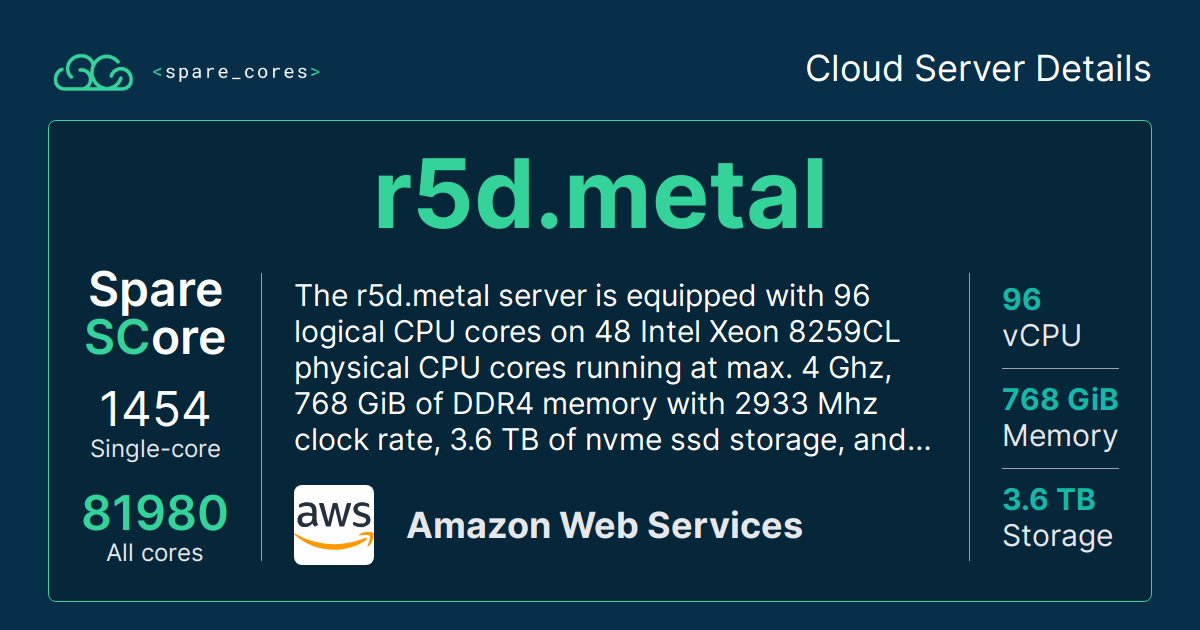 <spare_cores>
Cloud Server Details
r5d.metal
Spare
SCore
1454
Single-core
81980
All cores
The r5d.metal server is equipped with 96
logical CPU cores on 48 Intel Xeon 8259CL
physical CPU cores running at max. 4 Ghz,
768 GiB of DDR4 memory with 2933 Mhz
clock rate, 3.6 TB of nvme ssd storage, and...
aws
Amazon Web Services
96
vCPU
768 GiB
Memory
3.6 TB
Storage